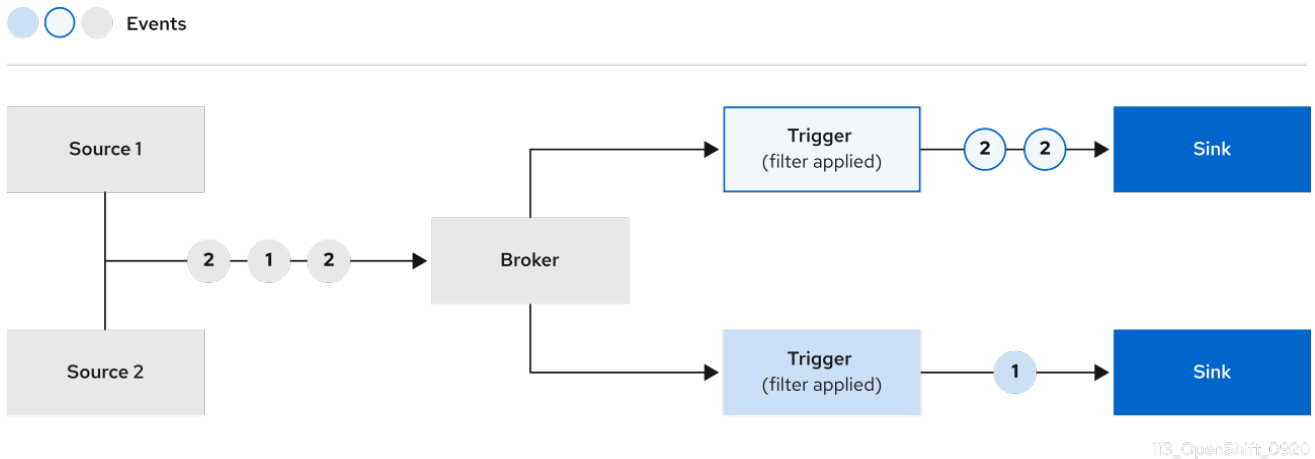 Events
Source 1
Trigger
(filter applied)
2 2
Sink
2 1 2
Broker
Source 2
Trigger
(filter applied)
1
Sink
113_OpenShift_0920